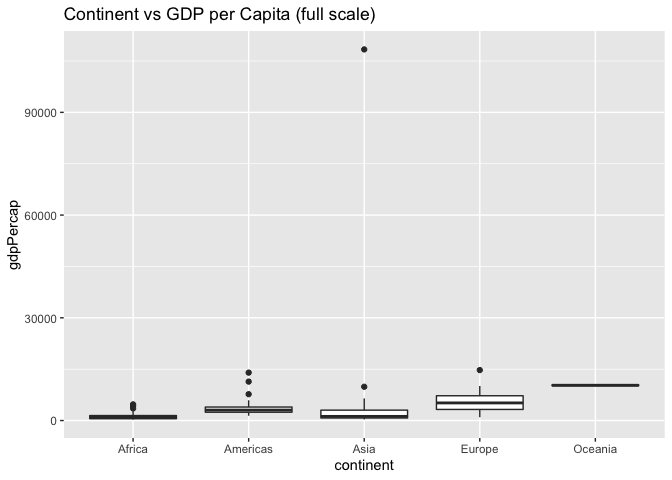 Continent vs GDP per Capita (full scale)
gdpPercap
90000
60000
30000
0
Africa Americas Asia Europe Oceania
continent